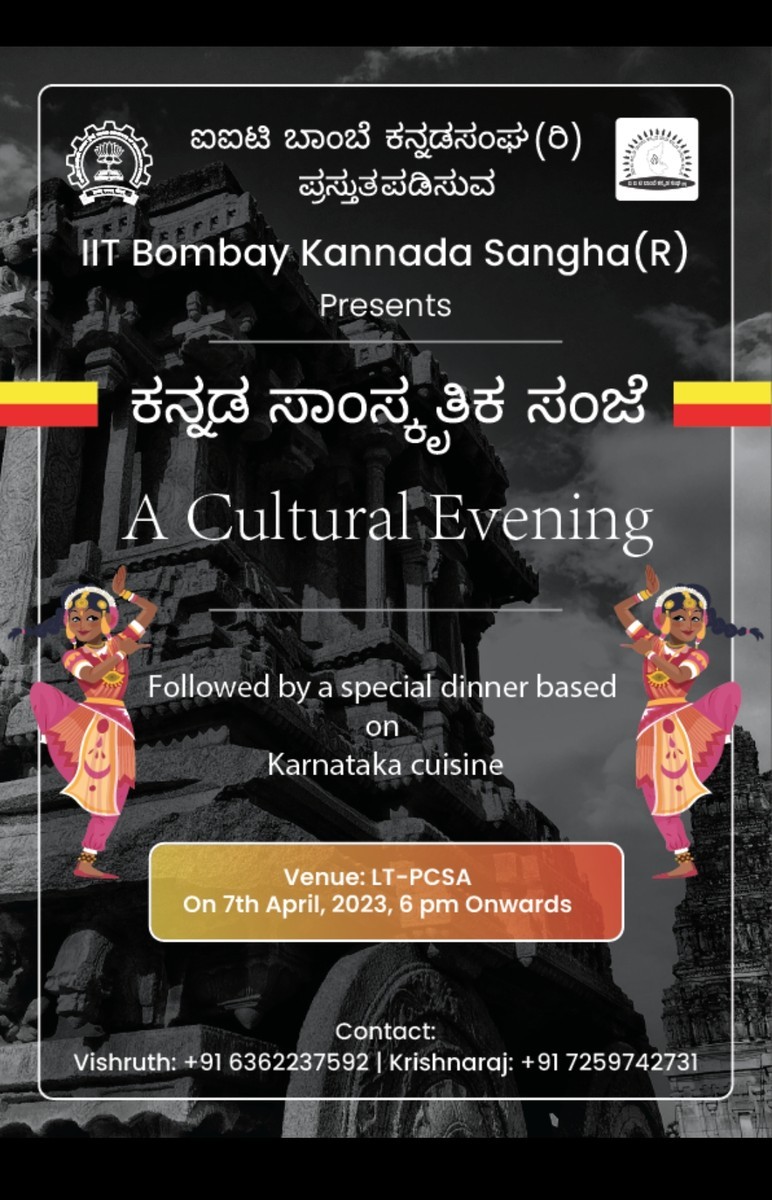 ಐಐಟಿ ಬಾಂಬೆ ಕನ್ನಡಸಂಘ(ರಿ)
ಪ್ರಸ್ತುತಪಡಿಸುವ
IIT Bombay Kannada Sangha(R)
Presents
ಕನ್ನಡ ಸಾಂಸ್ಕೃತಿಕ ಸಂಜೆ
A Cultural Evening
Followed by a special dinner based
on
Karnataka cuisine
Venue: LT-PCSA
On 7th April, 2023, 6 pm Onwards
Contact:
Vishruth: +91 6362237592 | Krishnaraj: +91 7259742731